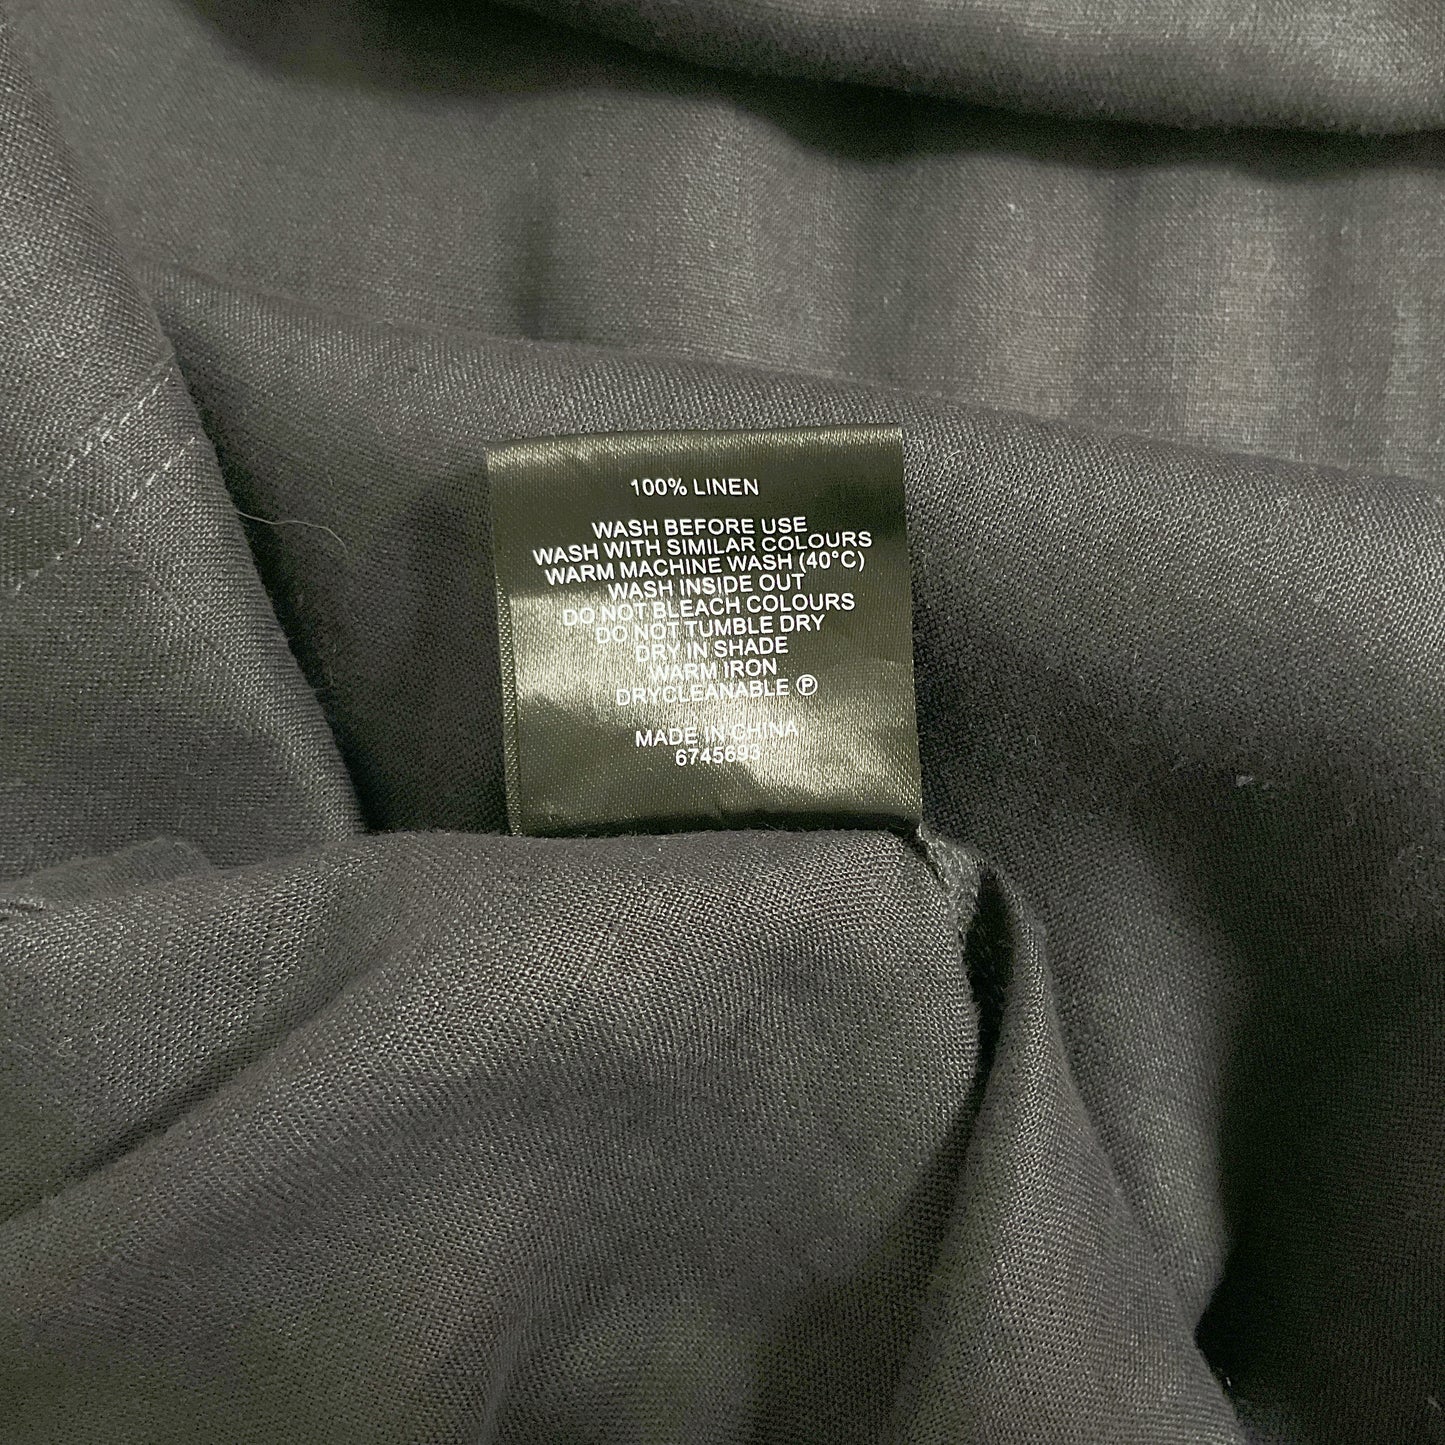 100% LINEN
WASH BEFORE USE
WASH WITH SIMILAR COLOURS
WARM MACHINE WASH (40°C)
WASH INSIDE OUT
DO NOT BLEACH COLOURS
DO NOT TUMBLE DRY
DRY IN SHADE
WARM IRON
DRYCLEANABLE Ⓟ
MADE IN CHINA
6745693